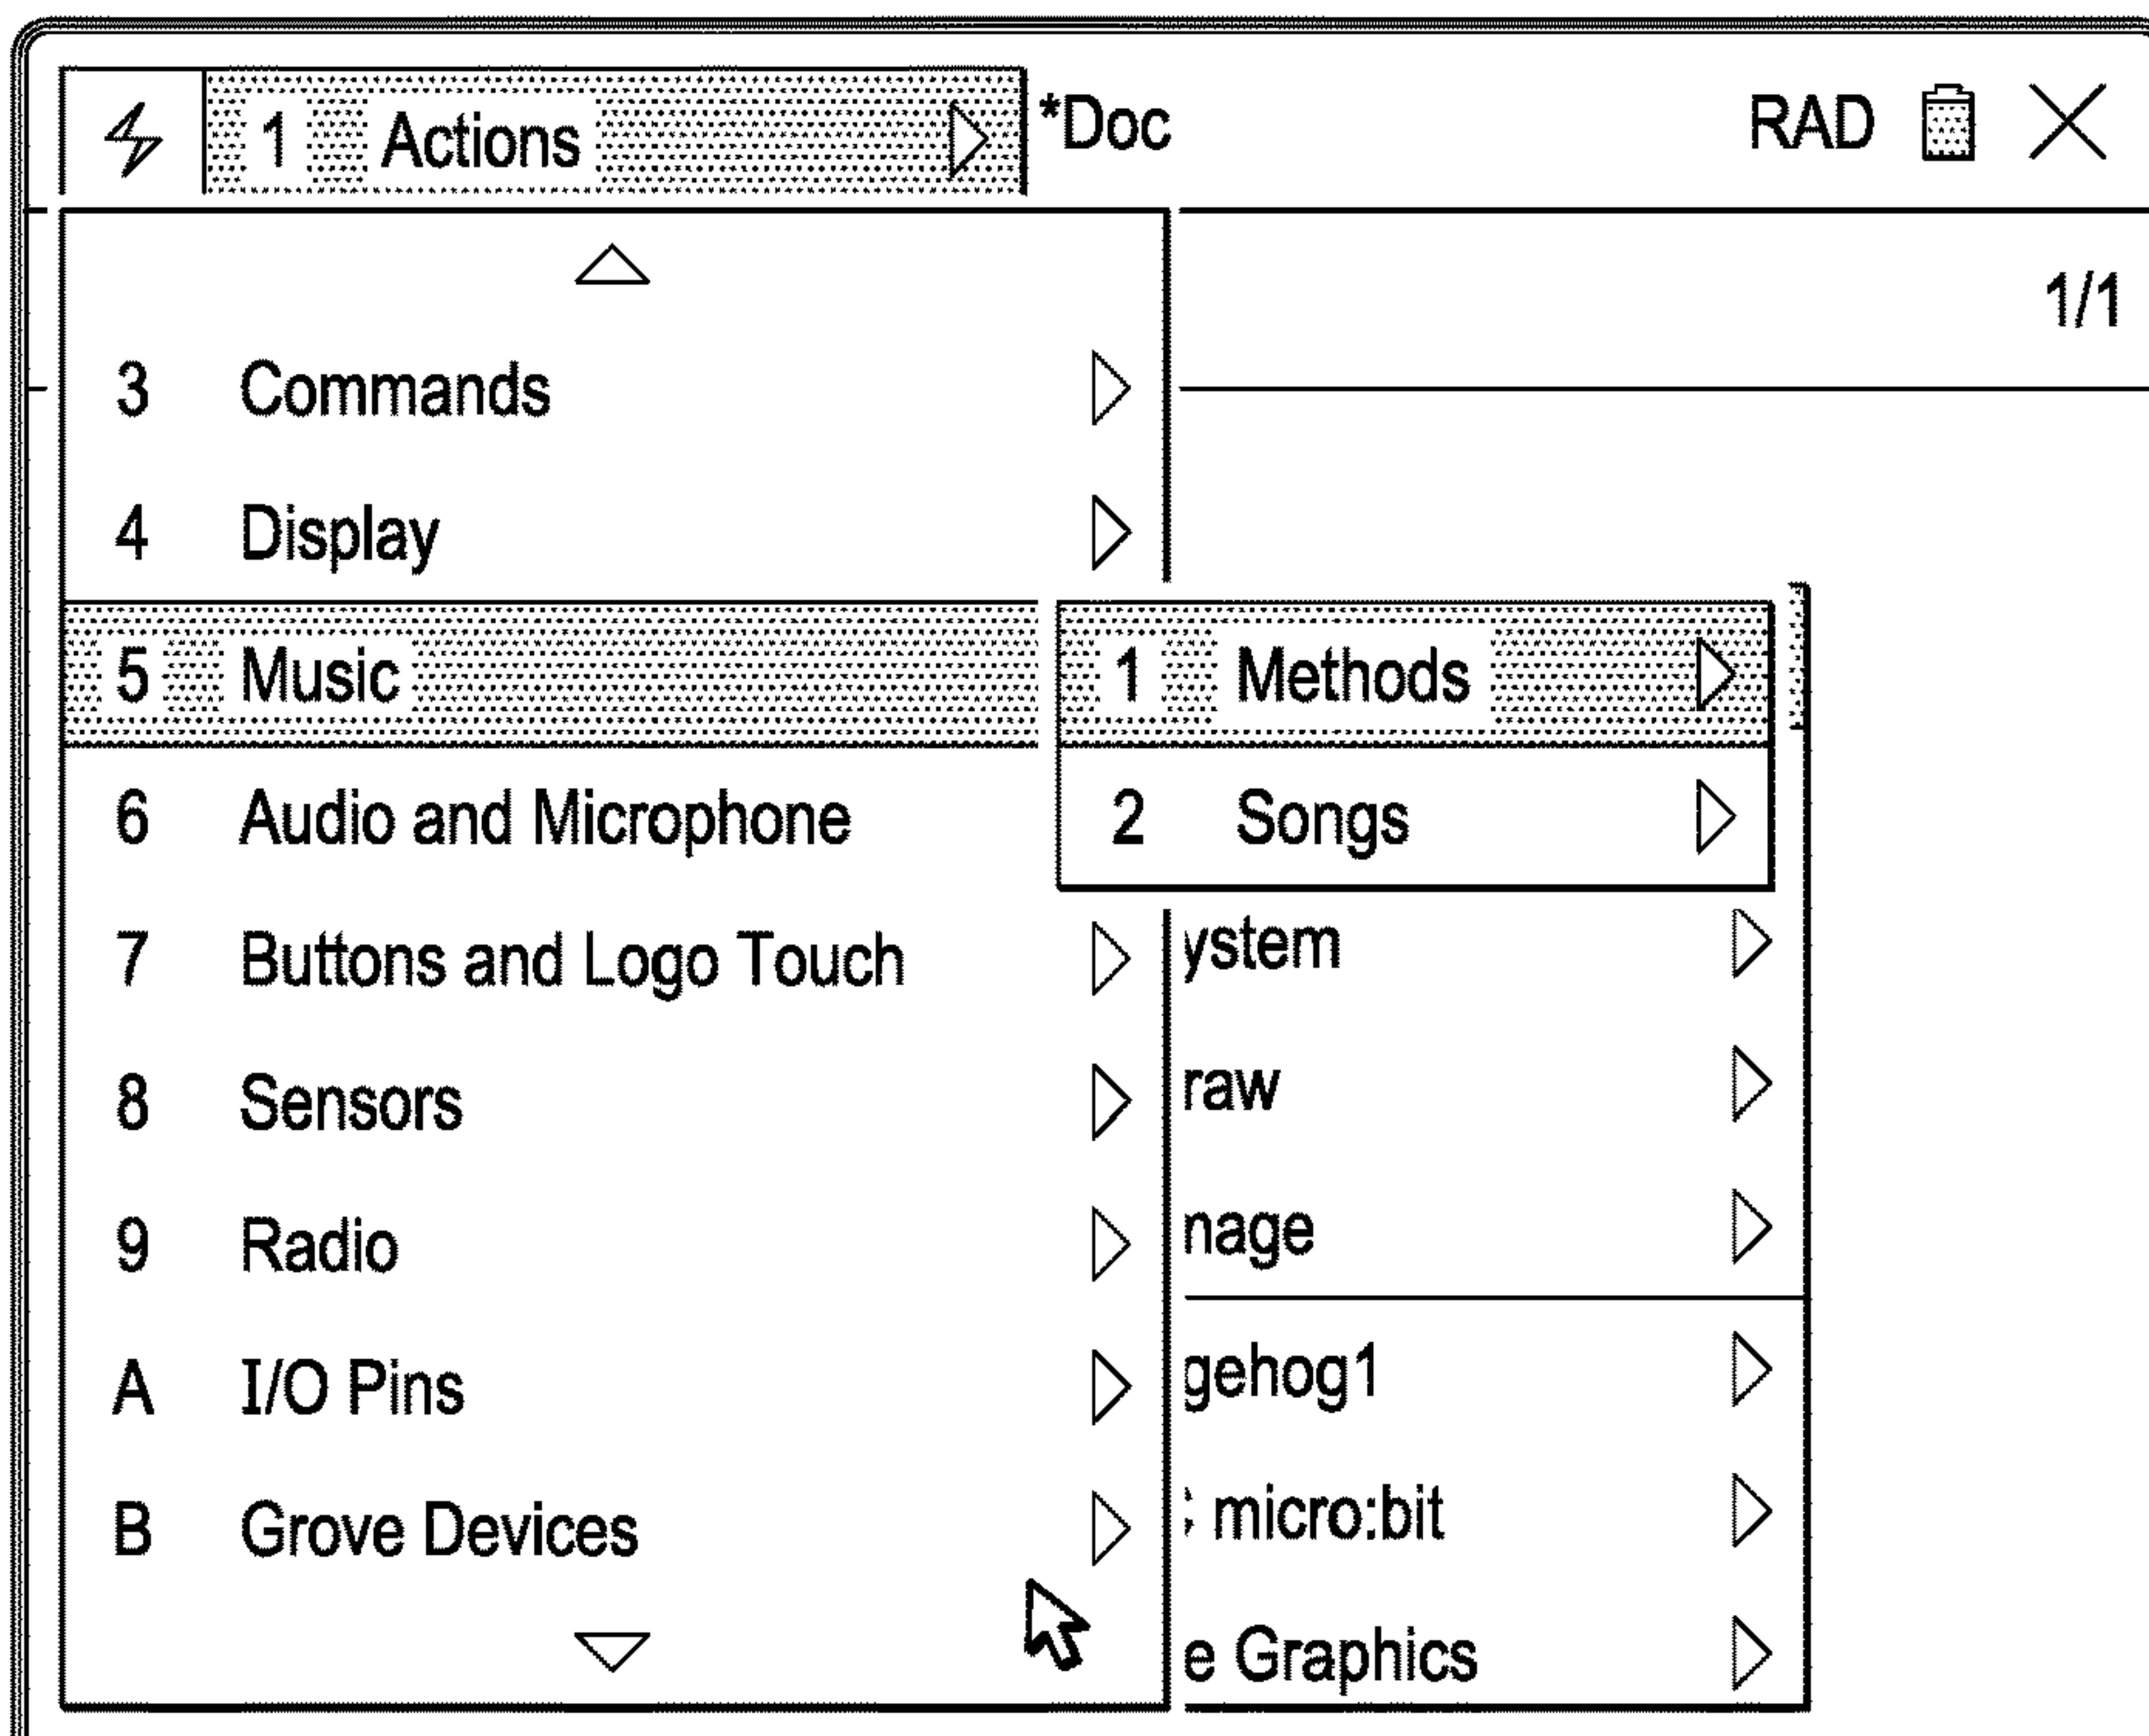 1 Actions *Doc RAD
1/1
3 Commands
4 Display
5 Music 1 Methods
6 Audio and Microphone 2 Songs
7 Buttons and Logo Touch ystem
8 Sensors raw
9 Radio nage
A I/O Pins gehog1
B Grove Devices micro:bit
e Graphics